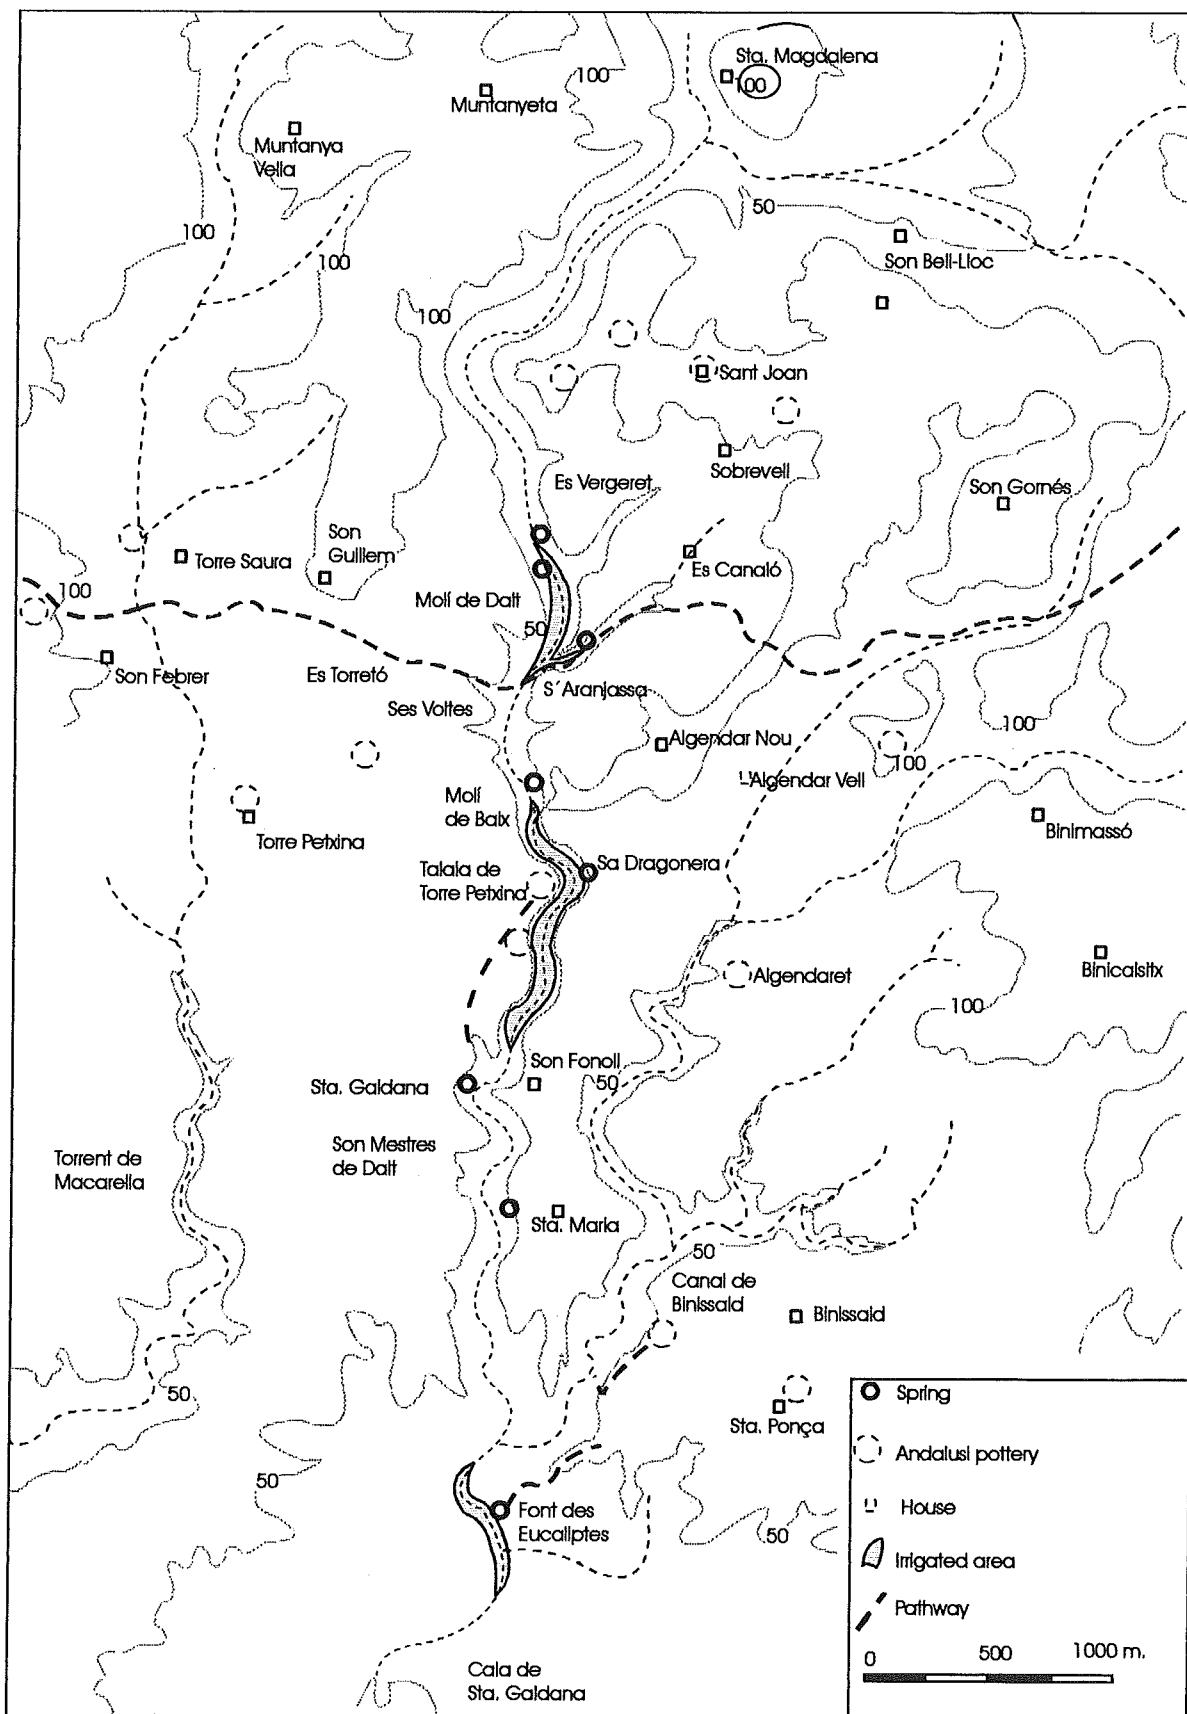 Sta. Magdalena
100
100
Muntanyeta
Muntanya
Vella
50
100
Son Bell-Lloc
100
100
Sant Joan
Sobrevell
Es Vergeret
Son Gornés
Son
Guillem
Torre Saura
Es Canaló
100
Molí de Dalt
50
Son Febrer
Es Torretó
S´Aranjassa
Ses Voltes
100
Algendar Nou
100
Algendar Vell
Molí
de Baix
Binimassó
Torre Petxina
Sa Dragonera
Talaia de
Torre Petxina
Binicalsitx
Algendaret
100
Son Fonoll
50
Sta. Galdana
Son Mestres
de Dalt
Torrent de
Macarella
Sta. Maria
50
Canal de
Binissaid
Binissaid
50
Sta. Ponça
50
Font des
Eucaliptes
50
Cala de
Sta. Galdana
Spring
Andalusi pottery
House
Irrigated area
Pathway
0 500 1000 m.